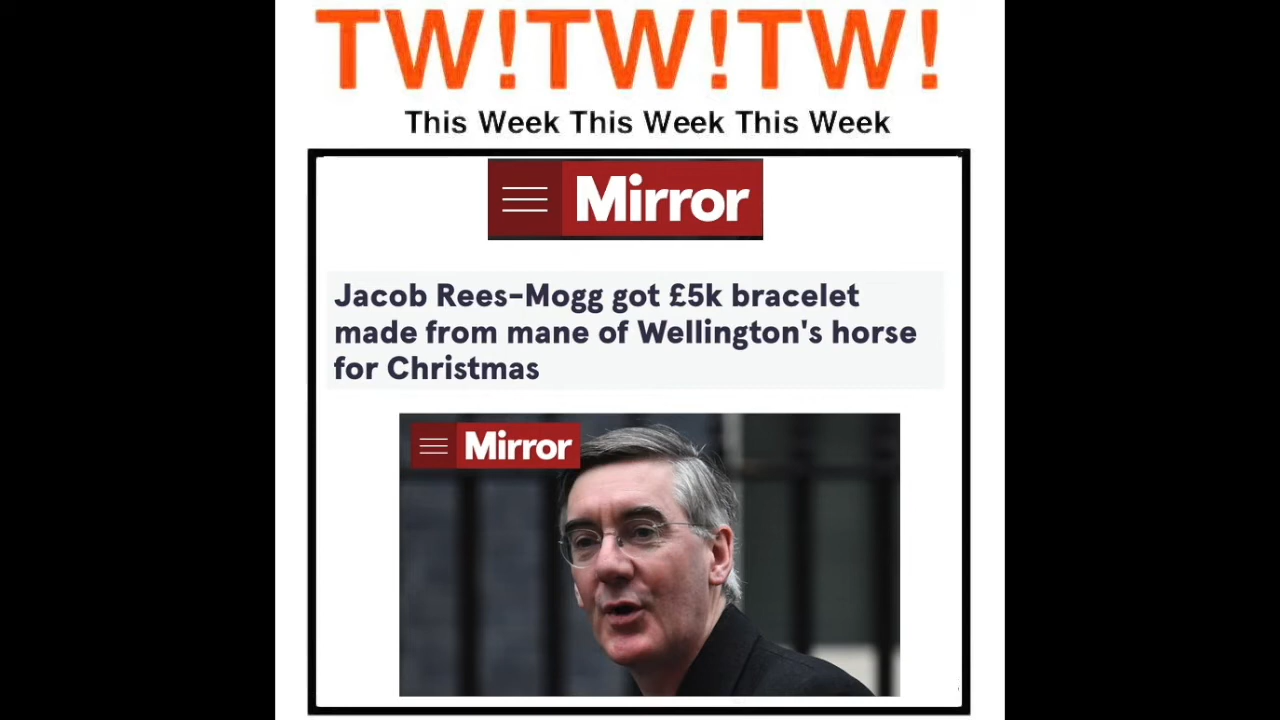 TW!TW!TW!
This Week This Week This Week
Mirror
Jacob Rees-Mogg got £5k bracelet
made from mane of Wellington's horse
for Christmas
Mirror